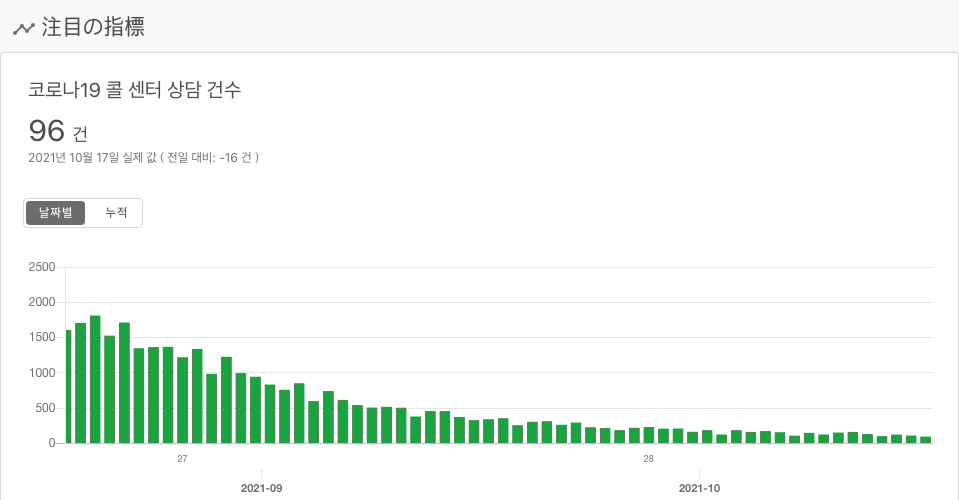 注目の指標
코로나19 콜 센터 상담 건수
96 건
2021년 10월 17일 실제 값 ( 전일 대비: -16 건 )
날짜별 누적
2500
2000
1500
1000
500
0
27 28
2021-09 2021-10